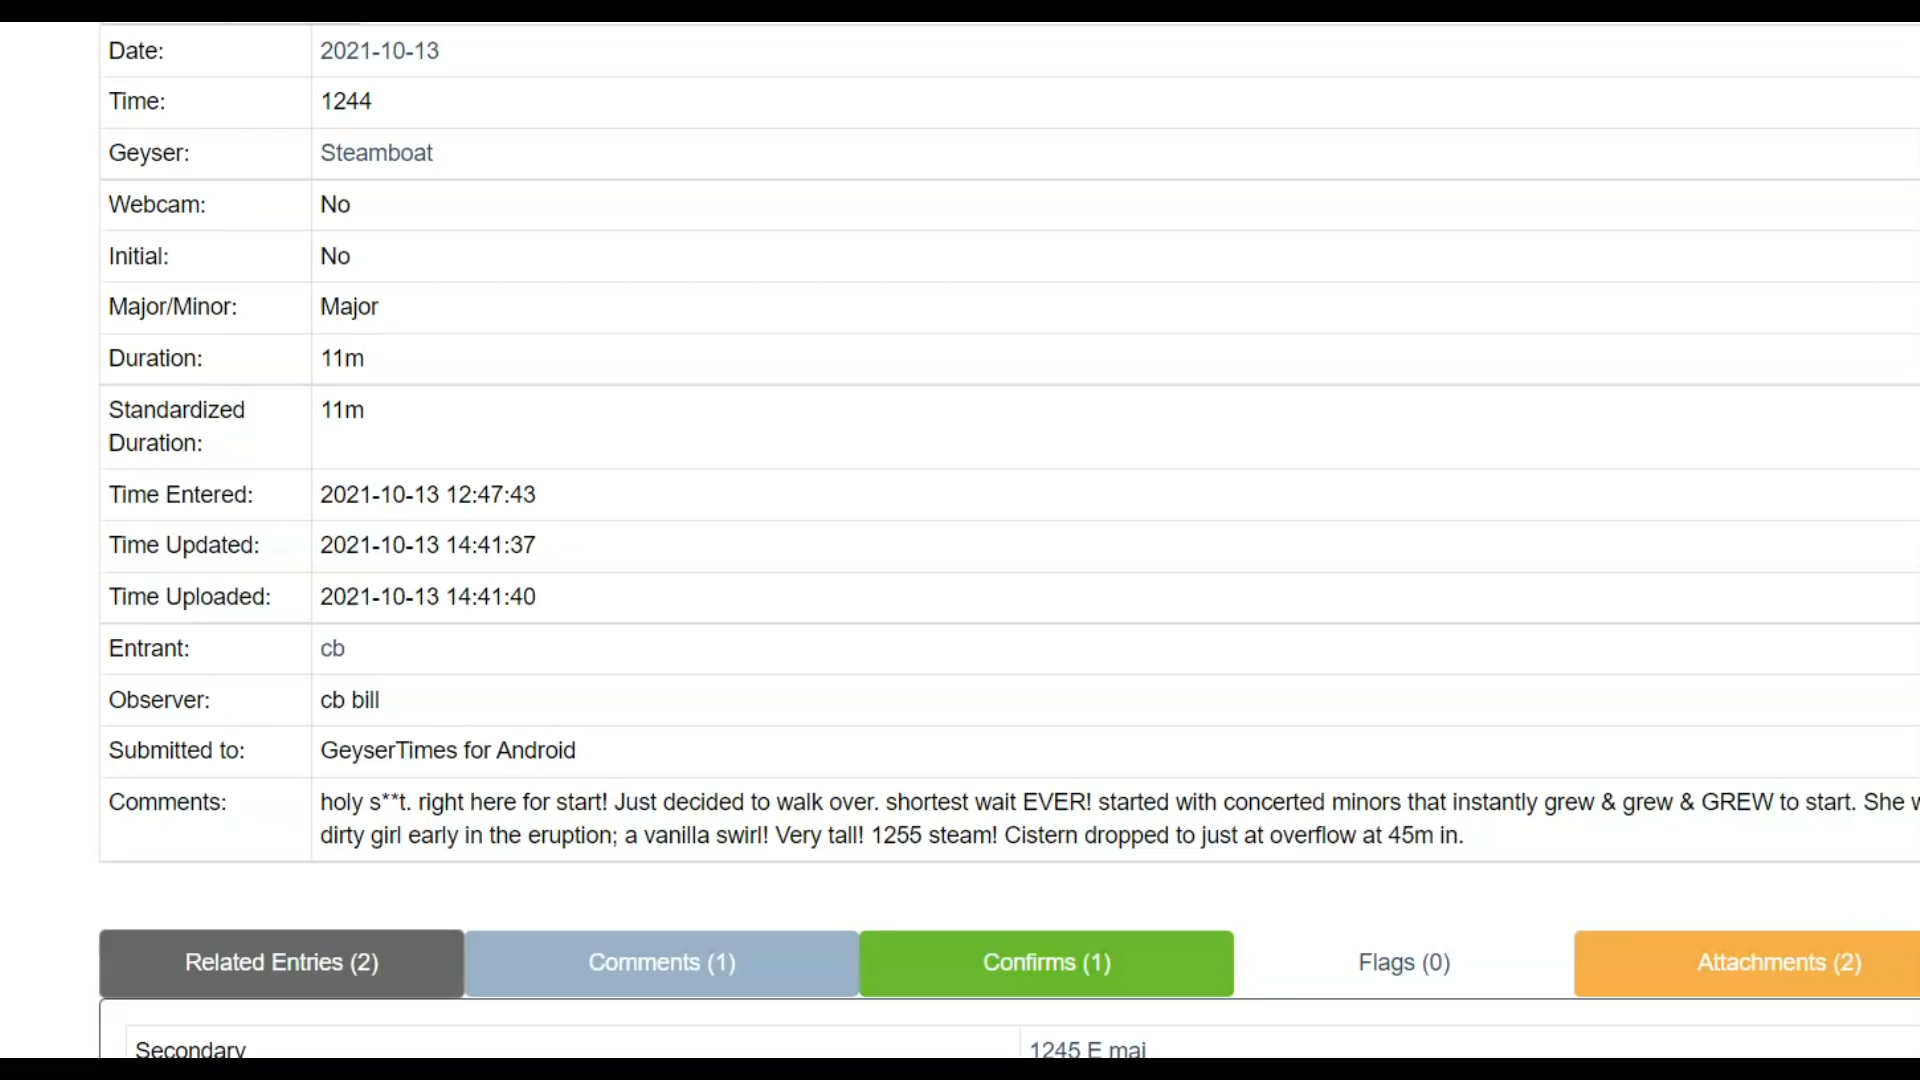 Date: 2021-10-13
Time: 1244
Geyser: Steamboat
Webcam: No
Initial: No
Major/Minor: Major
Duration: 11m
Standardized Duration: 11m
Time Entered: 2021-10-13 12:47:43
Time Updated: 2021-10-13 14:41:37
Time Uploaded: 2021-10-13 14:41:40
Entrant: cb
Observer: cb bill
Submitted to: GeyserTimes for Android
Comments: holy s**t. right here for start! Just decided to walk over. shortest wait EVER! started with concerted minors that instantly grew & grew & GREW to start. She
dirty girl early in the eruption; a vanilla swirl! Very tall! 1255 steam! Cistern dropped to just at overflow at 45m in.
Related Entries (2) Comments (1) Confirms (1) Flags (0) Attachments (2)
Secondary 1245 E maj